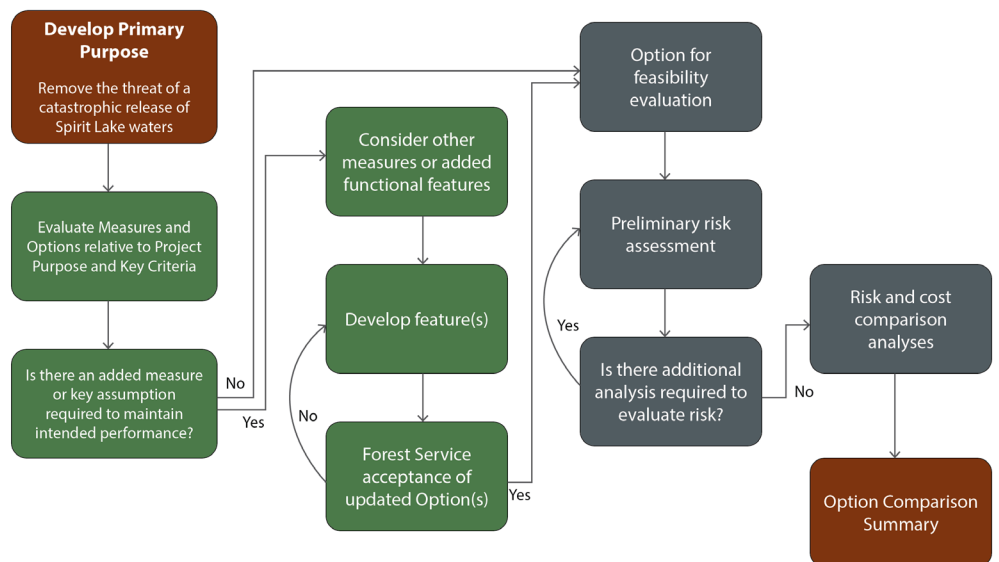 Develop Primary
Purpose
Remove the threat of a
catastrophic release of
Spirit Lake waters
Evaluate Measures and
Options relative to Project
Purpose and Key Criteria
Is there an added measure
or key assumption
required to maintain
intended performance?
No
Yes
Consider other
measures or added
functional features
Develop feature(s)
No
Forest Service
acceptance of
updated Option(s)
Yes
Option for
feasibility
evaluation
Preliminary risk
assessment
Yes
Is there additional
analysis required to
evaluate risk?
No
Risk and cost
comparison
analyses
Option Comparison
Summary